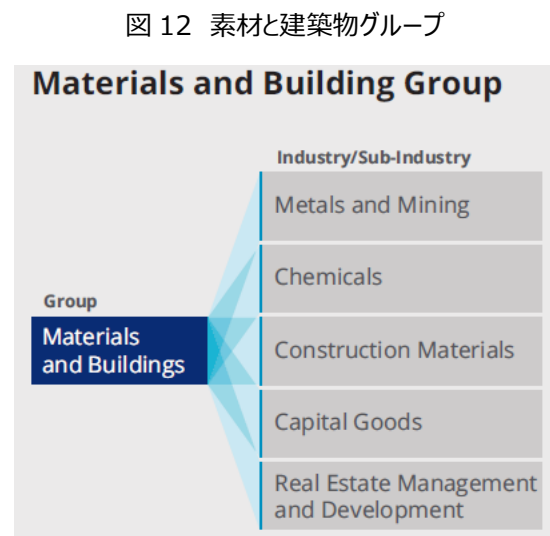 図 12 素材と建築物グループ
Materials and Building Group
Industry/Sub-Industry
Metals and Mining
Chemicals
Group
Materials
and Buildings
Construction Materials
Capital Goods
Real Estate Management
and Development